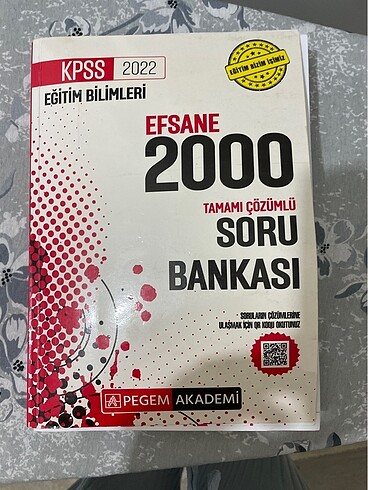 KPSS 2022
EĞİTİM BİLİMLERİ
EĞİTİM BİZİM İŞİMİZ
EFSANE
2000
TAMAMI ÇÖZÜMLÜ
SORU
BANKASI
SORULARIN ÇÖZÜMLERİNE
ULAŞMAK İÇİN QR KODU OKUTUNUZ
PEGEM AKADEMİ